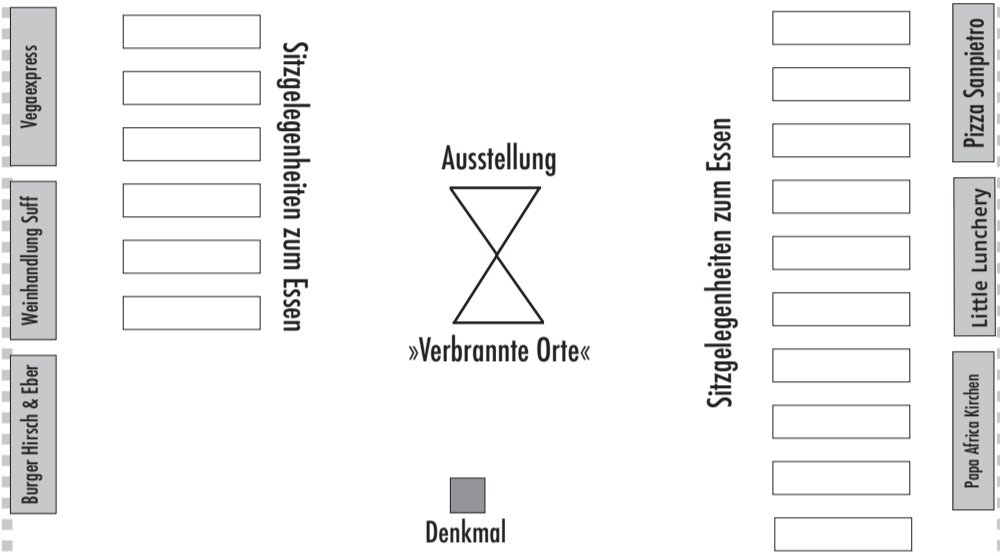 Vegaexpress
Weinhandlung Suff
Burger Hirsch & Eber
Sitzgelegenheiten zum Essen
Ausstellung
»Verbrannte Orte«
Denkmal
Sitzgelegenheiten zum Essen
Pizza Sanpietro
Little Lunchery
Papa Africa Kirchen